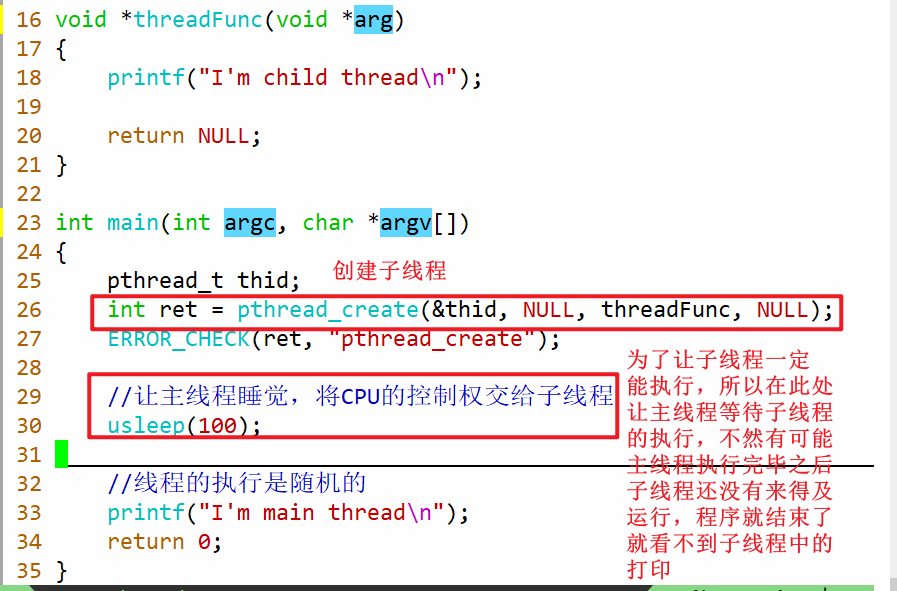 16 void *threadFunc(void *arg)
17 {
18     printf("I'm child thread\n");
19
20     return NULL;
21 }
22
23 int main(int argc, char *argv[])
24 {
25     pthread_t thid;    创建子线程
26     int ret = pthread_create(&thid, NULL, threadFunc, NULL);
27     ERROR_CHECK(ret, "pthread_create");
28
29     //让主线程睡觉，将CPU的控制权交给子线程
30     usleep(100);
31
32     //线程的执行是随机的
33     printf("I'm main thread\n");
34     return 0;
35 }
为了让子线程一定
能执行，所以在此处
让主线程等待子线程
的执行，不然有可能
主线程执行完毕之后
子线程还没有来得及
运行，程序就结束了
就看不到子线程中的
打印